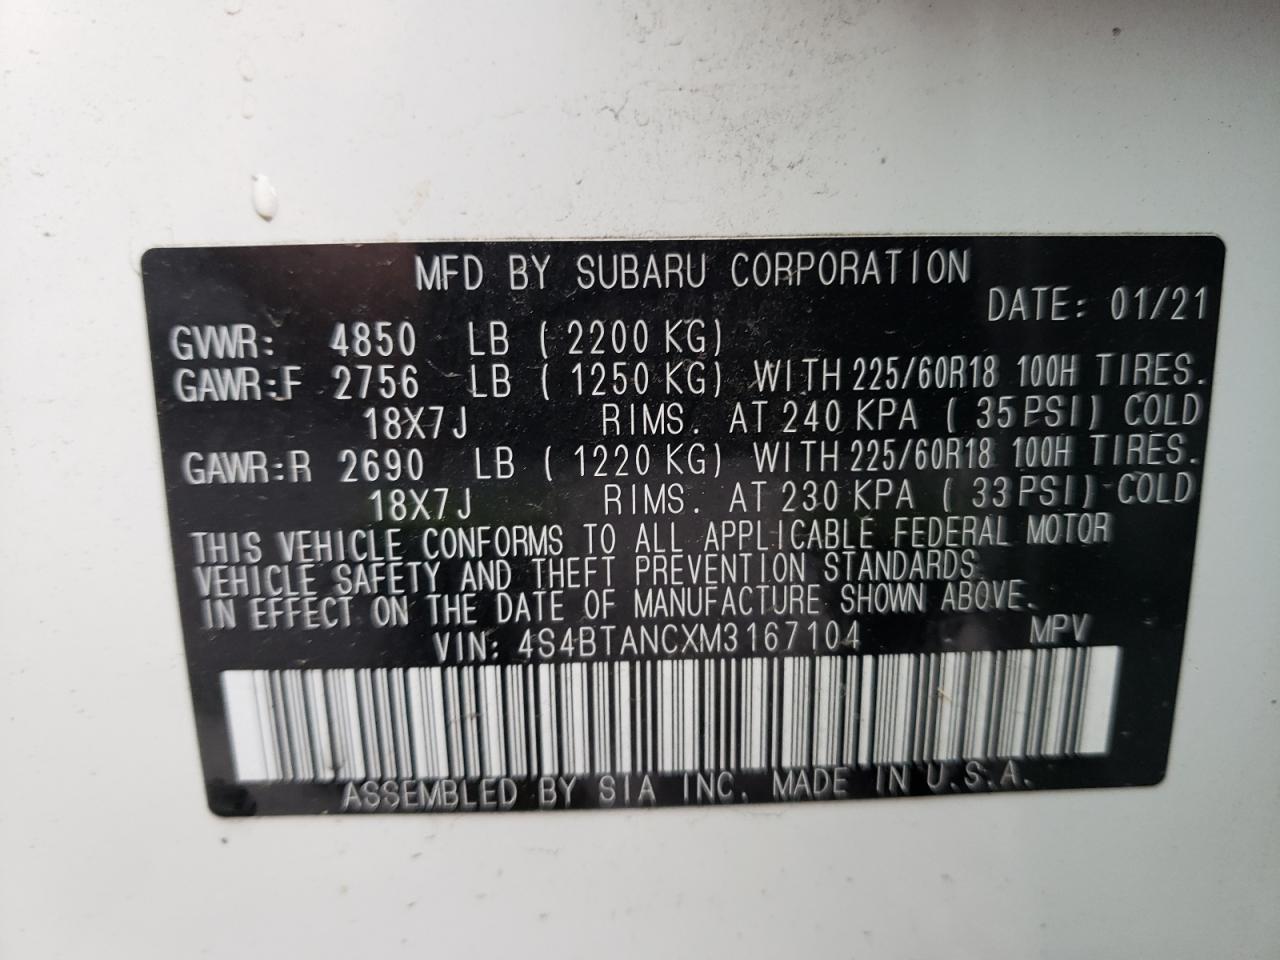 MFD BY SUBARU CORPORATION
DATE: 01/21
GVWR: 4850 LB ( 2200 KG)
GAWR:F 2756 LB ( 1250 KG) WITH 225/60R18 100H TIRES.
18X7J RIMS. AT 240 KPA ( 35 PSI) COLD
GAWR:R 2690 LB ( 1220 KG) WITH 225/60R18 100H TIRES.
18X7J RIMS. AT 230 KPA ( 33 PSI) COLD
THIS VEHICLE CONFORMS TO ALL APPLICABLE FEDERAL MOTOR
VEHICLE SAFETY AND THEFT PREVENTION STANDARDS
IN EFFECT ON THE DATE OF MANUFACTURE SHOWN ABOVE.
VIN: 4S4BTANCXM3167104 MPV
ASSEMBLED BY SIA INC. MADE IN U.S.A.